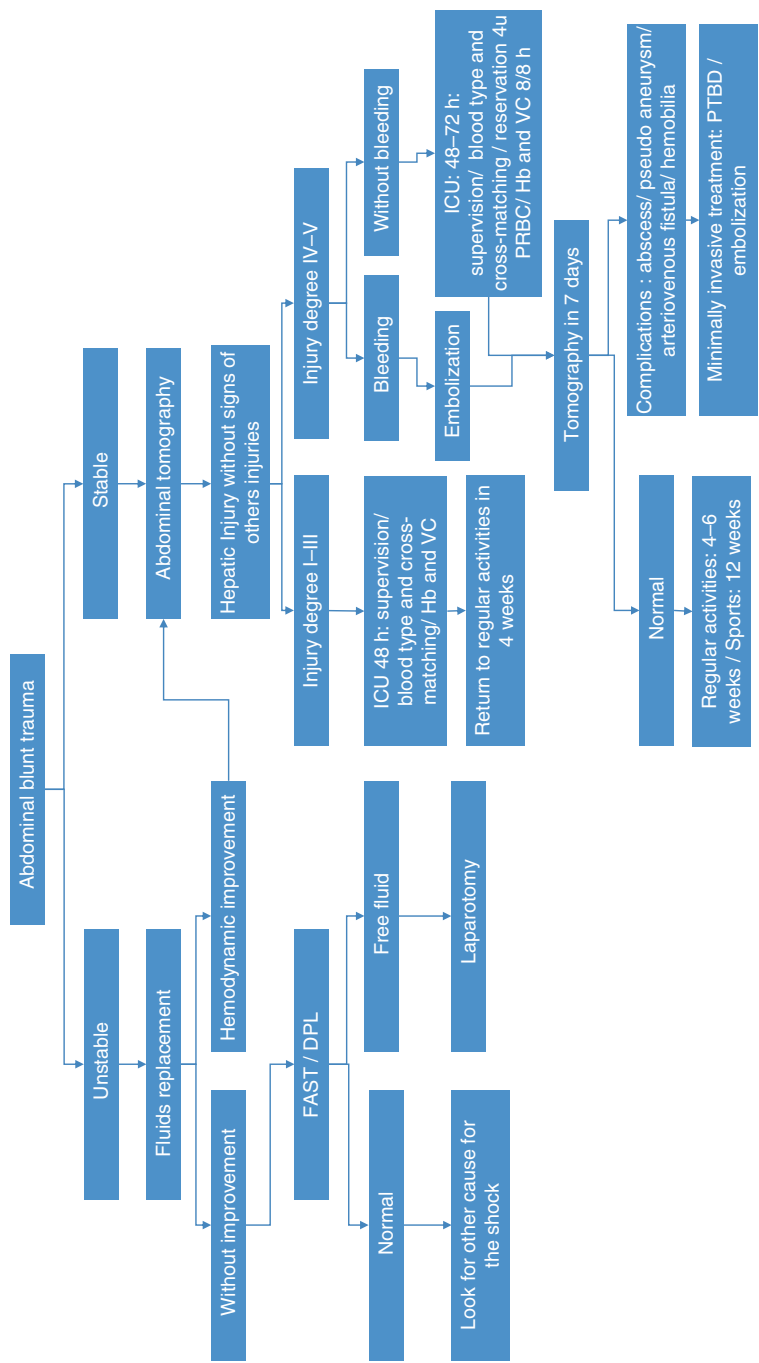 Abdominal blunt trauma
Unstable
Stable
Fluids replacement
Abdominal tomography
Without improvement
Hemodynamic improvement
Hepatic Injury without signs of
others injuries
FAST / DPL
Injury degree I–III
Injury degree IV–V
Normal
Free fluid
ICU 48 h: supervision/
blood type and cross-
matching/ Hb and VC
Bleeding
Without bleeding
Look for other cause for
the shock
Laparotomy
Return to regular activities in
4 weeks
Embolization
ICU: 48–72 h:
supervision/ blood type and
cross-matching / reservation 4u
PRBC/ Hb and VC 8/8 h
Tomography in 7 days
Normal
Complications : abscess/ pseudo aneurysm/
arteriovenous fistula/ hemobilia
Regular activities: 4–6
weeks / Sports: 12 weeks
Minimally invasive treatment: PTBD /
embolization